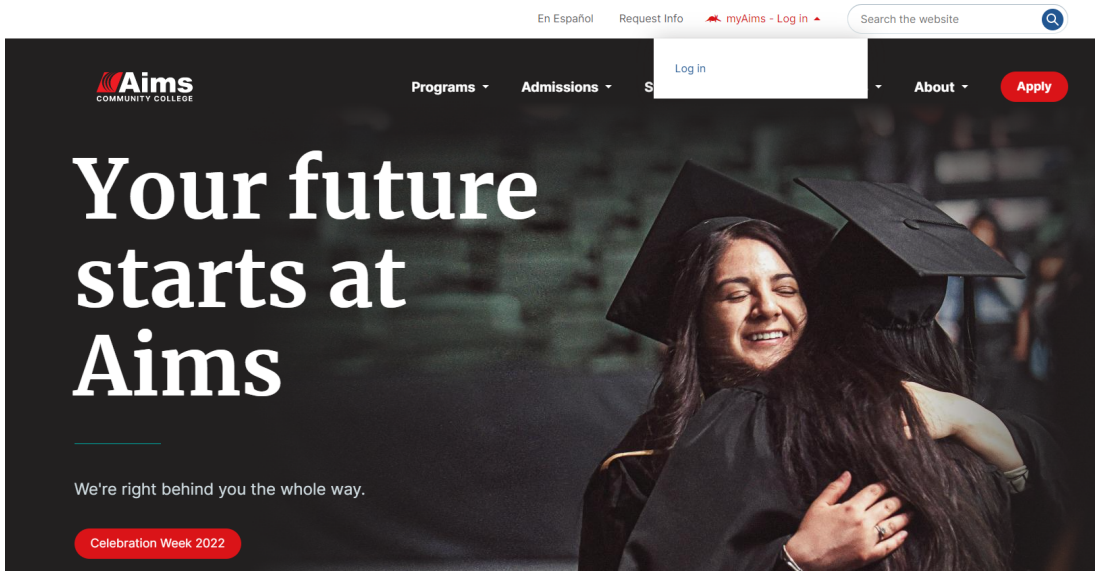 En Español Request Info myAims - Log in Search the website
Log in
Aims
COMMUNITY COLLEGE
Programs Admissions About Apply
Your future
starts at
Aims
We're right behind you the whole way.
Celebration Week 2022